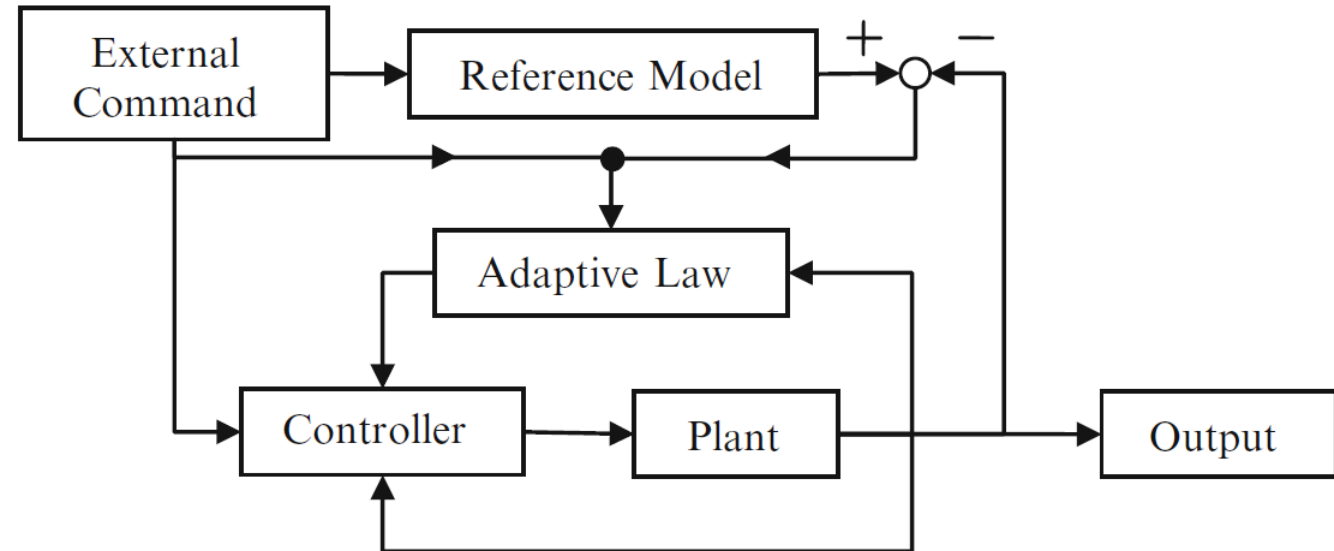 External
Command
Reference Model
+
−
Adaptive Law
Controller
Plant
Output